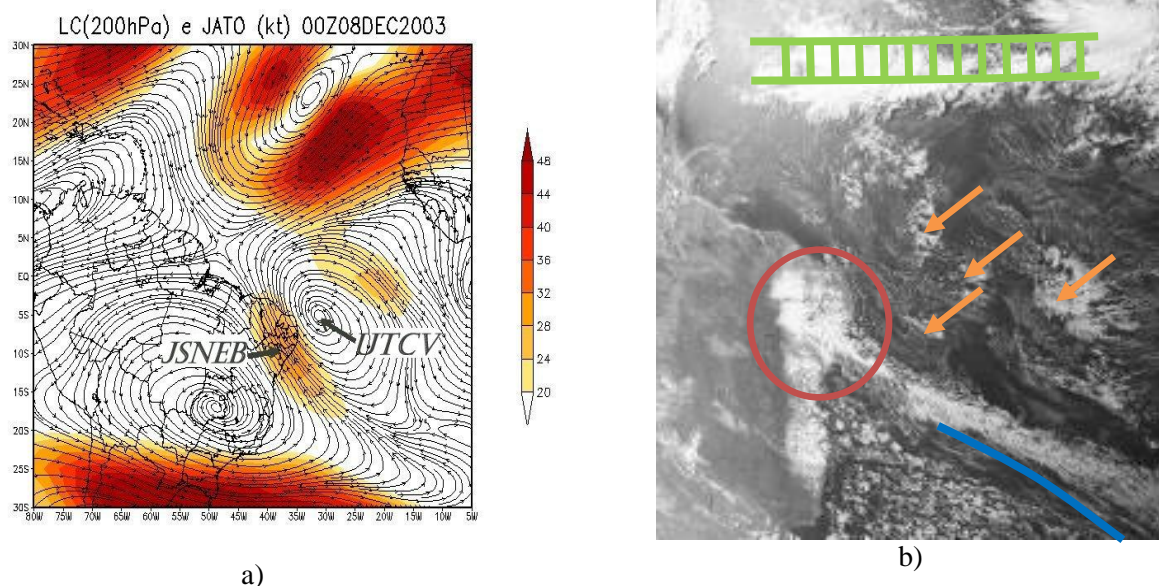 LC(200hPa) e JATO (kt) 00Z08DEC2003
30N
25N
20N
15N
10N
5N
EQ
5S
10S
15S
20S
25S
30S
80W 75W 70W 65W 60W 55W 50W 45W 40W 35W 30W 25W 20W 15W 10W 5W
JSNEB
UTCV
48
44
40
36
32
28
24
20
a)
b)